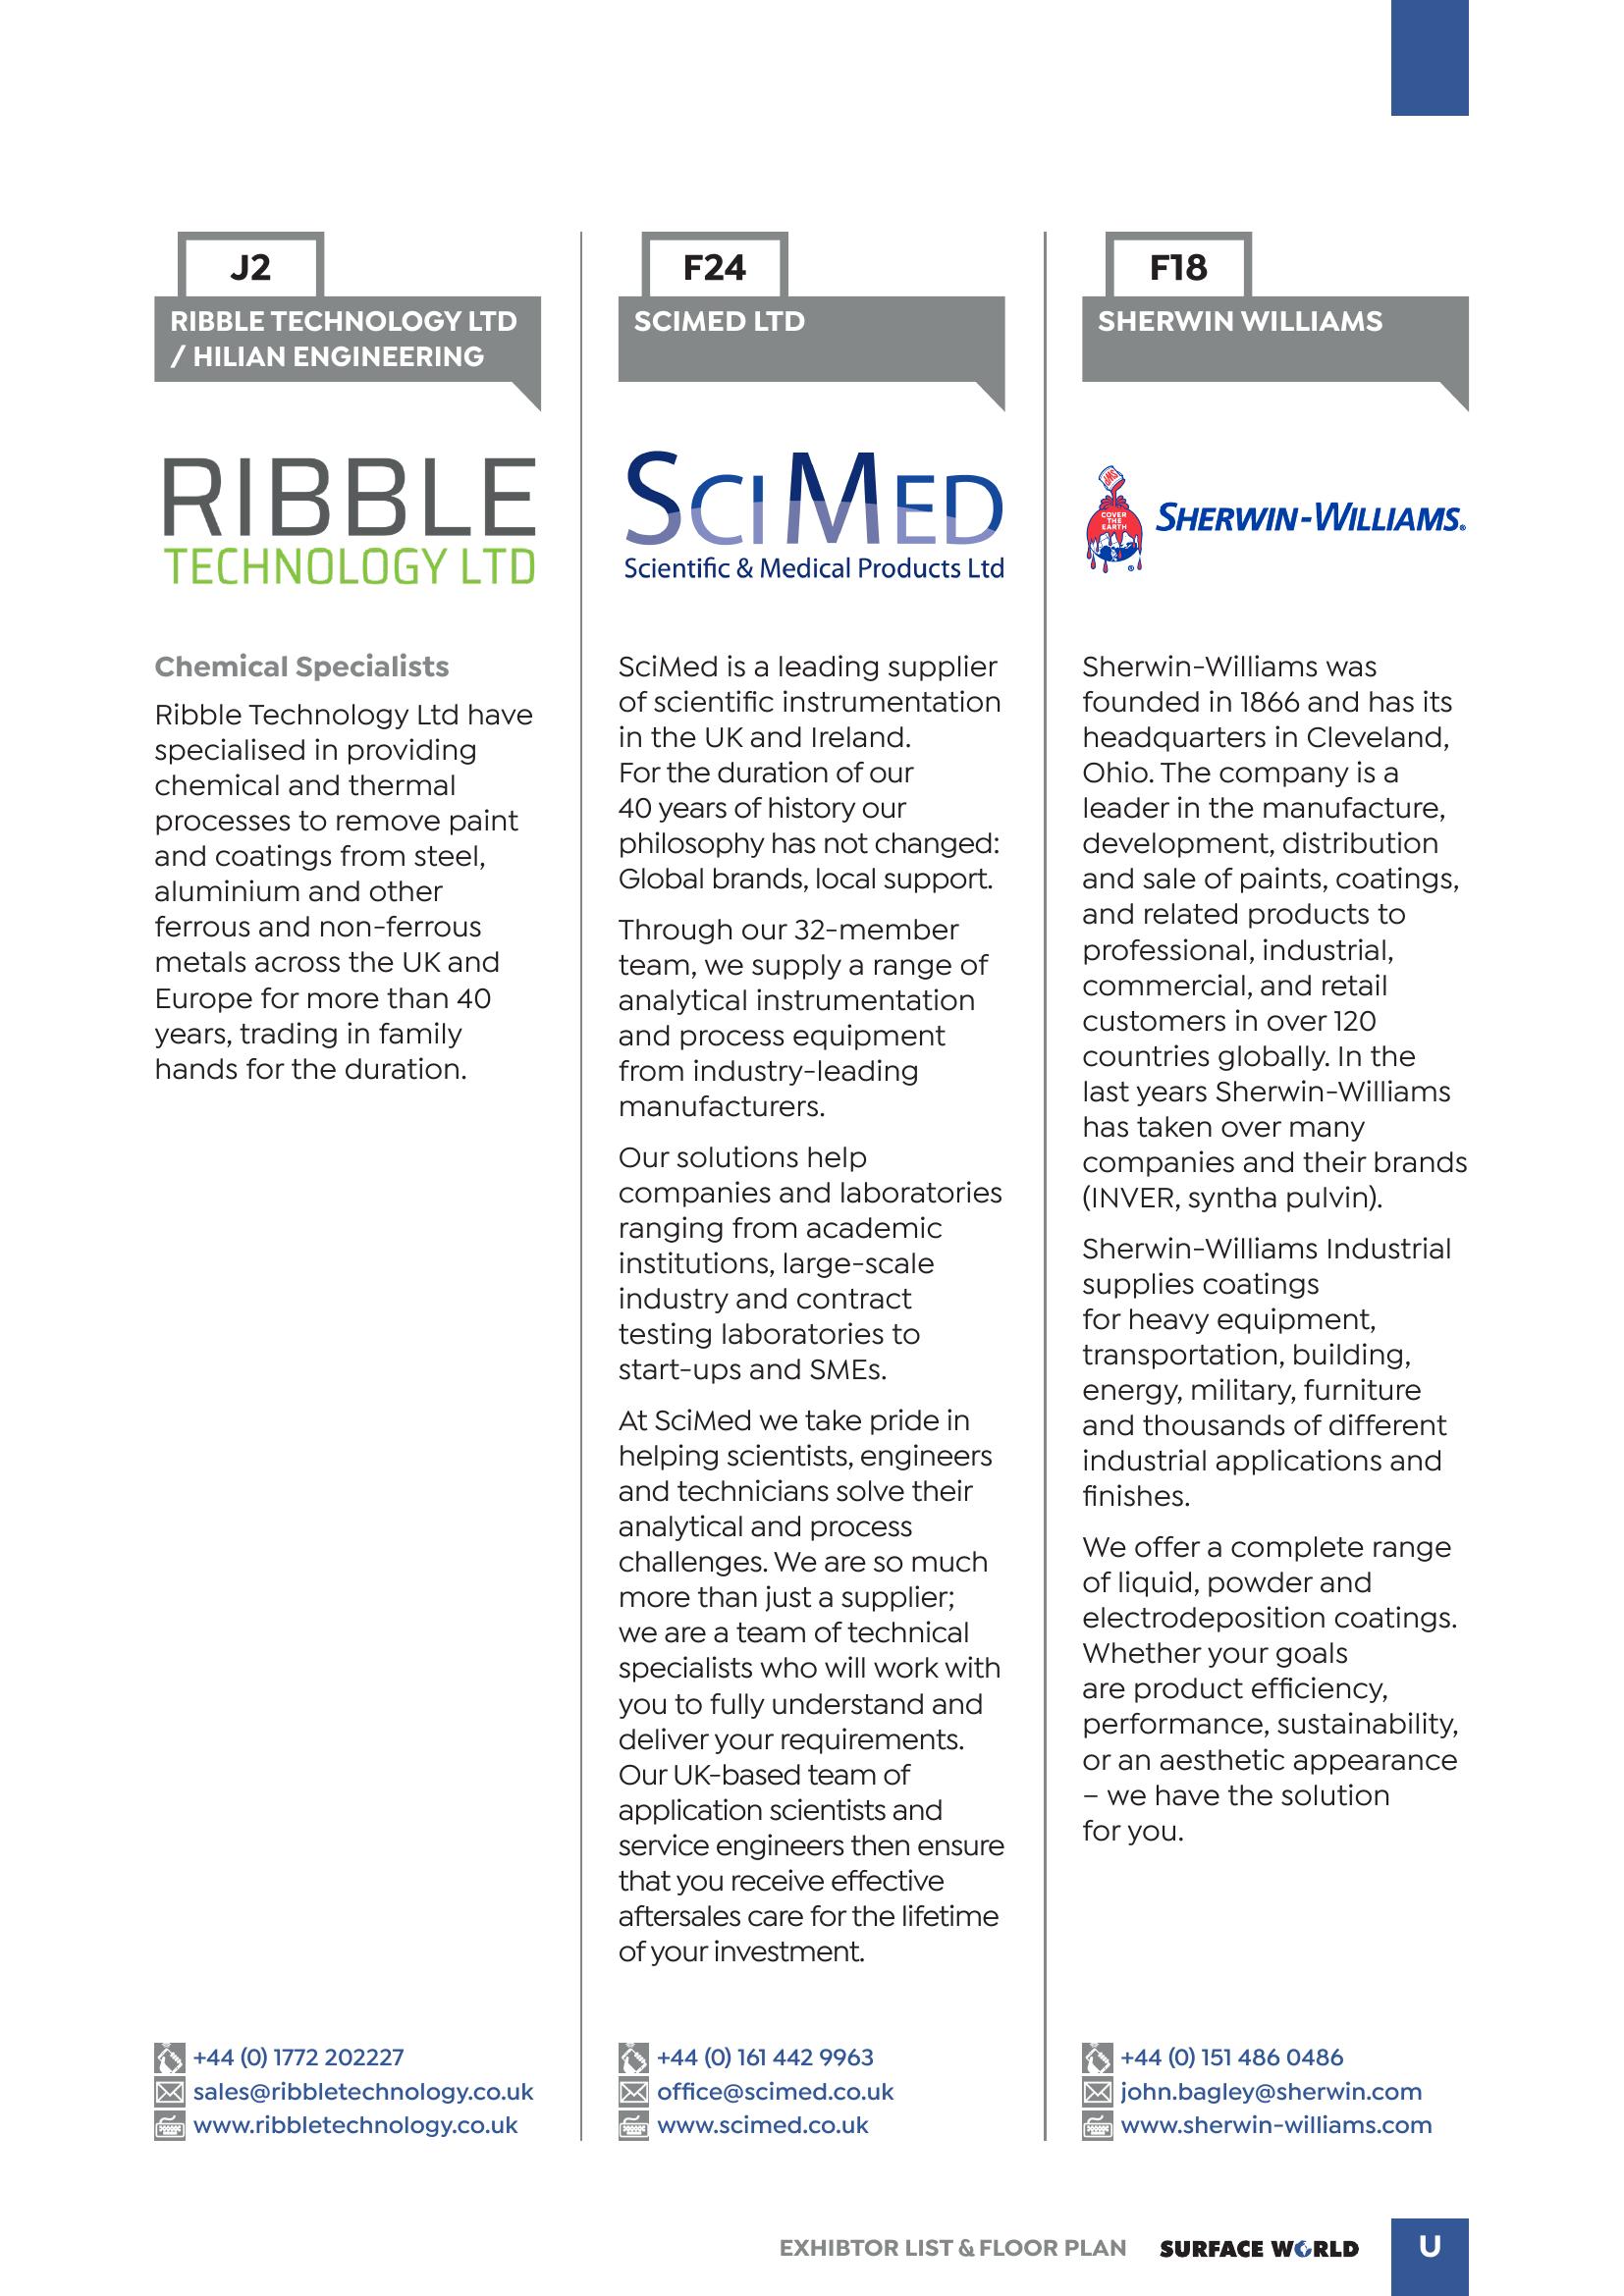 J2
RIBBLE TECHNOLOGY LTD
/ HILIAN ENGINEERING
RIBBLE
TECHNOLOGY LTD
Chemical Specialists
Ribble Technology Ltd have
specialised in providing
chemical and thermal
processes to remove paint
and coatings from steel,
aluminium and other
ferrous and non-ferrous
metals across the UK and
Europe for more than 40
years, trading in family
hands for the duration.
+44 (0) 1772 202227
sales@ribbletechnology.co.uk
www.ribbletechnology.co.uk
F24
SCIMED LTD
SCIMED
Scientific & Medical Products Ltd
SciMed is a leading supplier
of scientific instrumentation
in the UK and Ireland.
For the duration of our
40 years of history our
philosophy has not changed:
Global brands, local support.
Through our 32-member
team, we supply a range of
analytical instrumentation
and process equipment
from industry-leading
manufacturers.
Our solutions help
companies and laboratories
ranging from academic
institutions, large-scale
industry and contract
testing laboratories to
start-ups and SMEs.
At SciMed we take pride in
helping scientists, engineers
and technicians solve their
analytical and process
challenges. We are so much
more than just a supplier;
we are a team of technical
specialists who will work with
you to fully understand and
deliver your requirements.
Our UK-based team of
application scientists and
service engineers then ensure
that you receive effective
aftersales care for the lifetime
of your investment.
+44 (0) 161 442 9963
office@scimed.co.uk
www.scimed.co.uk
F18
SHERWIN WILLIAMS
SWP
COVER
THE
EARTH
®
SHERWIN-WILLIAMS®
Sherwin-Williams was
founded in 1866 and has its
headquarters in Cleveland,
Ohio. The company is a
leader in the manufacture,
development, distribution
and sale of paints, coatings,
and related products to
professional, industrial,
commercial, and retail
customers in over 120
countries globally. In the
last years Sherwin-Williams
has taken over many
companies and their brands
(INVER, syntha pulvin).
Sherwin-Williams Industrial
supplies coatings
for heavy equipment,
transportation, building,
energy, military, furniture
and thousands of different
industrial applications and
finishes.
We offer a complete range
of liquid, powder and
electrodeposition coatings.
Whether your goals
are product efficiency,
performance, sustainability,
or an aesthetic appearance
– we have the solution
for you.
+44 (0) 151 486 0486
john.bagley@sherwin.com
www.sherwin-williams.com
EXHIBTOR LIST & FLOOR PLAN SURFACE WORLD U